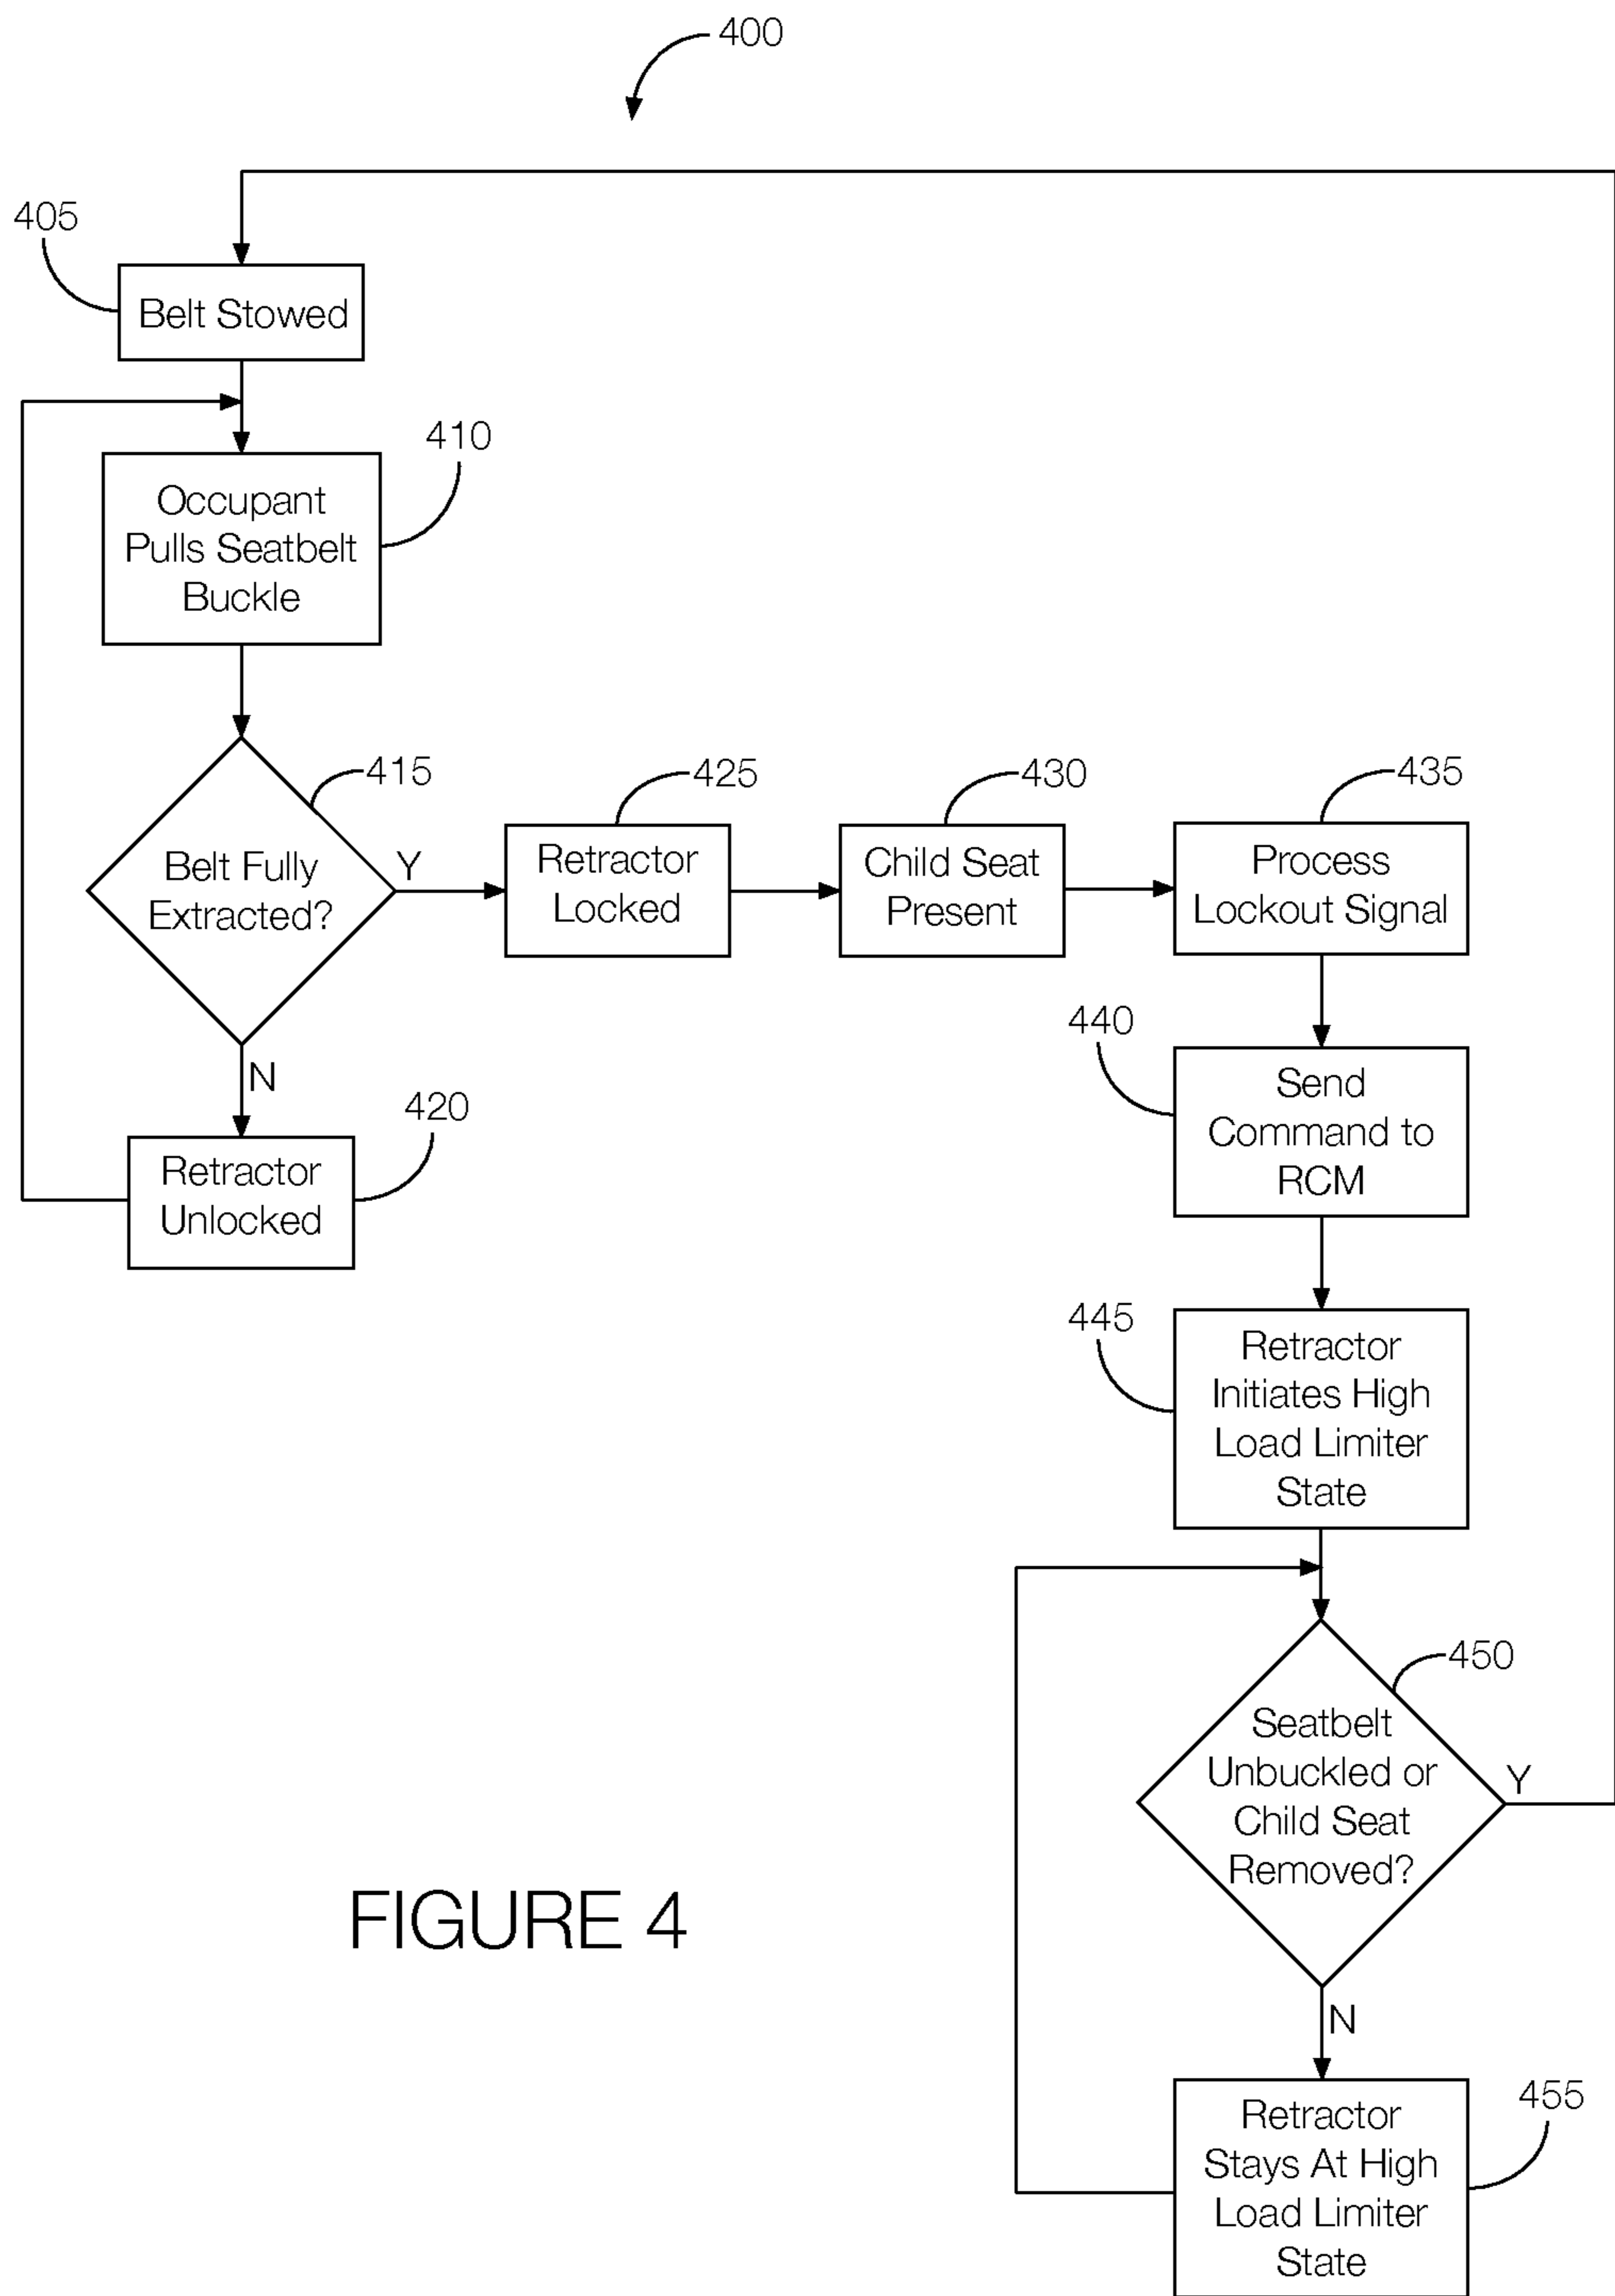 400
405
Belt Stowed
410
Occupant
Pulls Seatbelt
Buckle
415
Belt Fully
Extracted?
Y
N
420
Retractor
Unlocked
425
Retractor
Locked
430
Child Seat
Present
435
Process
Lockout Signal
440
Send
Command to
RCM
445
Retractor
Initiates High
Load Limiter
State
450
Seatbelt
Unbuckled or
Child Seat
Removed?
Y
N
455
Retractor
Stays At High
Load Limiter
State
FIGURE 4